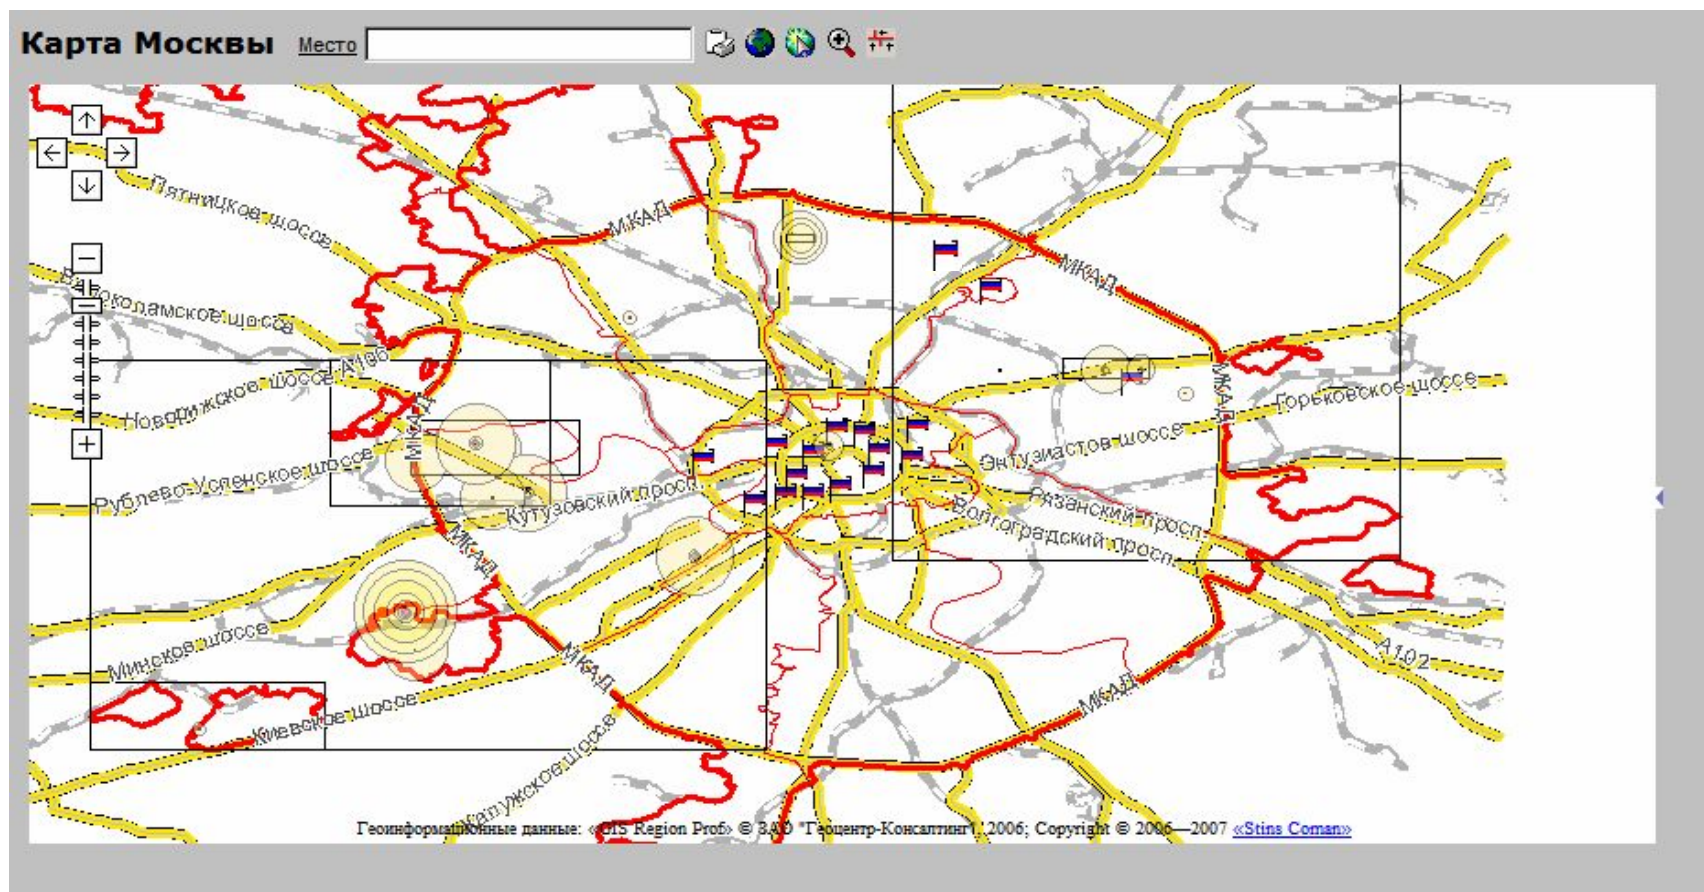 Карта Москвы Место
Пятницкое шоссе
МКАД
МКАД
Волоколамское шоссе
Новорижское шоссе А106
МКАД
МКАД
Горьковское шоссе
Энтузиастов шоссе
Рублево-Успенское шоссе
Кутузовский просп.
Рязанский просп.
Волгоградский просп.
МКАД
Минское шоссе
МКАД
А102
МКАД
Киевское шоссе
Калужское шоссе
Геоинформационные данные: «GIS Region Prof» © ЗАО "Геоцентр-Консалтинг", 2006; Copyright © 2006—2007 «Stins Coman»